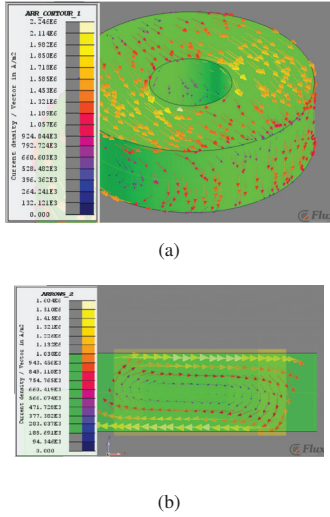 ARR_CONTOUR_1
Current density / Vector in A/m2
2.246E6
2.114E6
1.982E6
1.850E6
1.718E6
1.585E6
1.453E6
1.321E6
1.189E6
1.057E6
924.844E3
792.724E3
660.603E3
528.482E3
396.362E3
264.241E3
132.121E3
0.000
Flux
(a)
ARROWS_2
Current density / Vector in A/m2
1.604E6
1.510E6
1.415E6
1.321E6
1.226E6
1.132E6
1.038E6
943.456E3
849.110E3
754.765E3
660.419E3
566.074E3
471.728E3
377.382E3
283.037E3
188.691E3
94.346E3
0.000
Flux
(b)